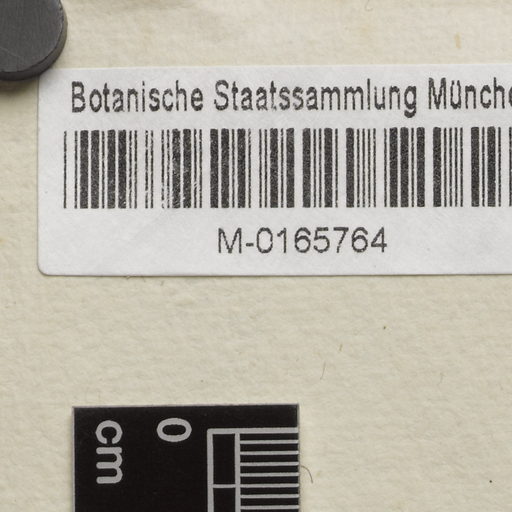 Botanische Staatssammlung Münche
M-0165764
0
cm